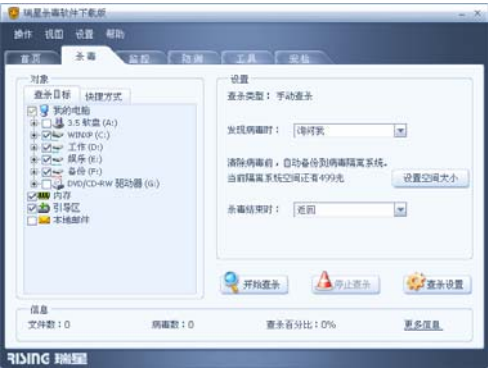 瑞星杀毒软件下载版
操作 视图 设置 帮助
首页 杀毒 监控 防御 工具 安检
对象
查杀目标 快捷方式
我的电脑
3.5 软盘 (A:)
WINXP (C:)
工作 (D:)
娱乐 (E:)
备份 (F:)
DVD/CD-RW 驱动器 (G:)
内存
引导区
本地邮件
设置
查杀类型：手动查杀
发现病毒时： 询问我
清除病毒前，自动备份到病毒隔离系统。
当前隔离系统空间还有499兆 设置空间大小
杀毒结束时： 返回
开始查杀 停止查杀 查杀设置
信息
文件数：0 病毒数：0 查杀百分比：0% 更多信息
RISING 瑞星